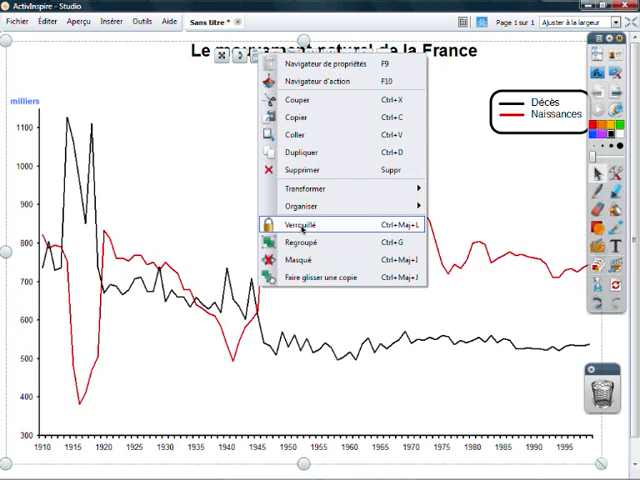 ActivInspire - Studio
Fichier Éditer Aperçu Insérer Outils Aide Sans titre * Page 1 sur 1 Ajuster à la largeur
Le mouvement naturel de la France
milliers
Décès
Naissances
Navigateur de propriétés F9
Navigateur d'action F10
Couper Ctrl+X
Copier Ctrl+C
Coller Ctrl+V
Dupliquer Ctrl+D
Supprimer Suppr
Transformer
Organiser
Verrouillé Ctrl+Maj+L
Regroupé Ctrl+G
Masqué Ctrl+Maj+I
Faire glisser une copie Ctrl+Maj+J
1100
1000
900
800
700
600
500
400
300
1910 1915 1920 1925 1930 1935 1940 1945 1950 1955 1960 1965 1970 1975 1980 1985 1990 1995